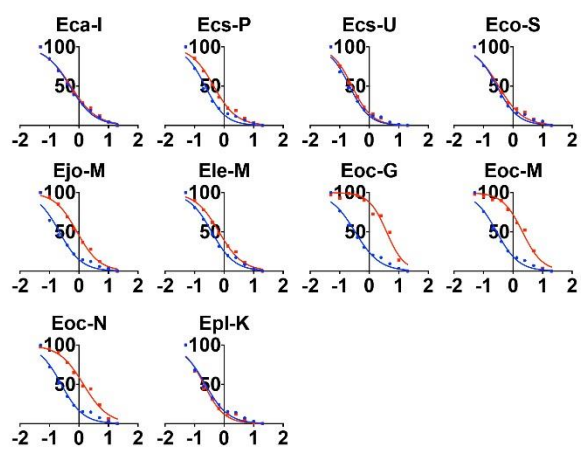 Eca-I Ecs-P Ecs-U Eco-S
100 100 100 100
50 50 50 50
-2 -1 0 1 2 -2 -1 0 1 2 -2 -1 0 1 2 -2 -1 0 1 2
Ejo-M Ele-M Eoc-G Eoc-M
100 100 100 100
50 50 50 50
-2 -1 0 1 2 -2 -1 0 1 2 -2 -1 0 1 2 -2 -1 0 1 2
Eoc-N Epl-K
100 100
50 50
-2 -1 0 1 2 -2 -1 0 1 2